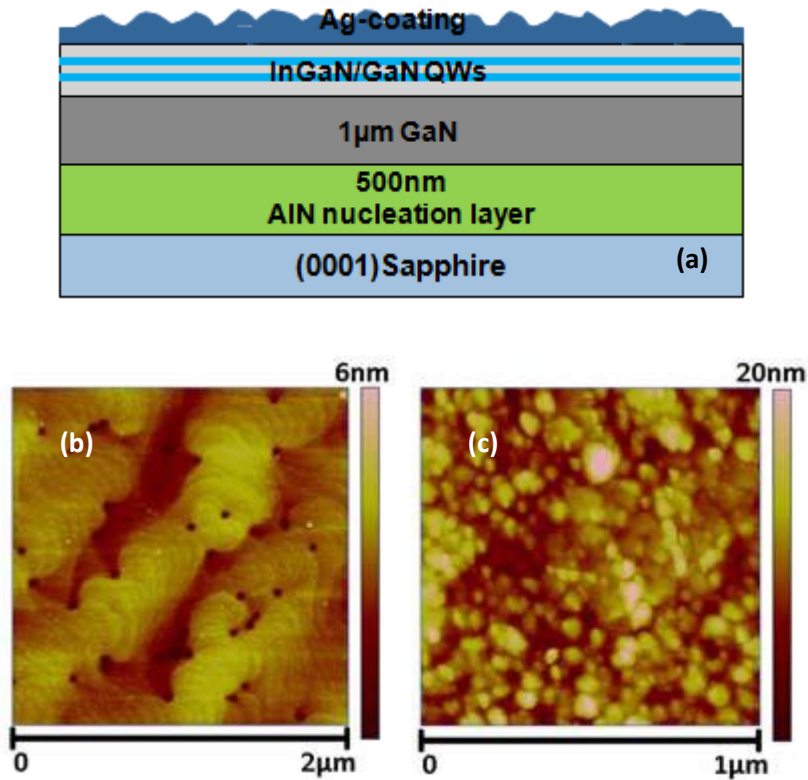 Ag-coating
InGaN/GaN QWs
1µm GaN
500nm
AlN nucleation layer
(0001) Sapphire (a)
6nm
20nm
(b)
(c)
0 2µm
0 1µm